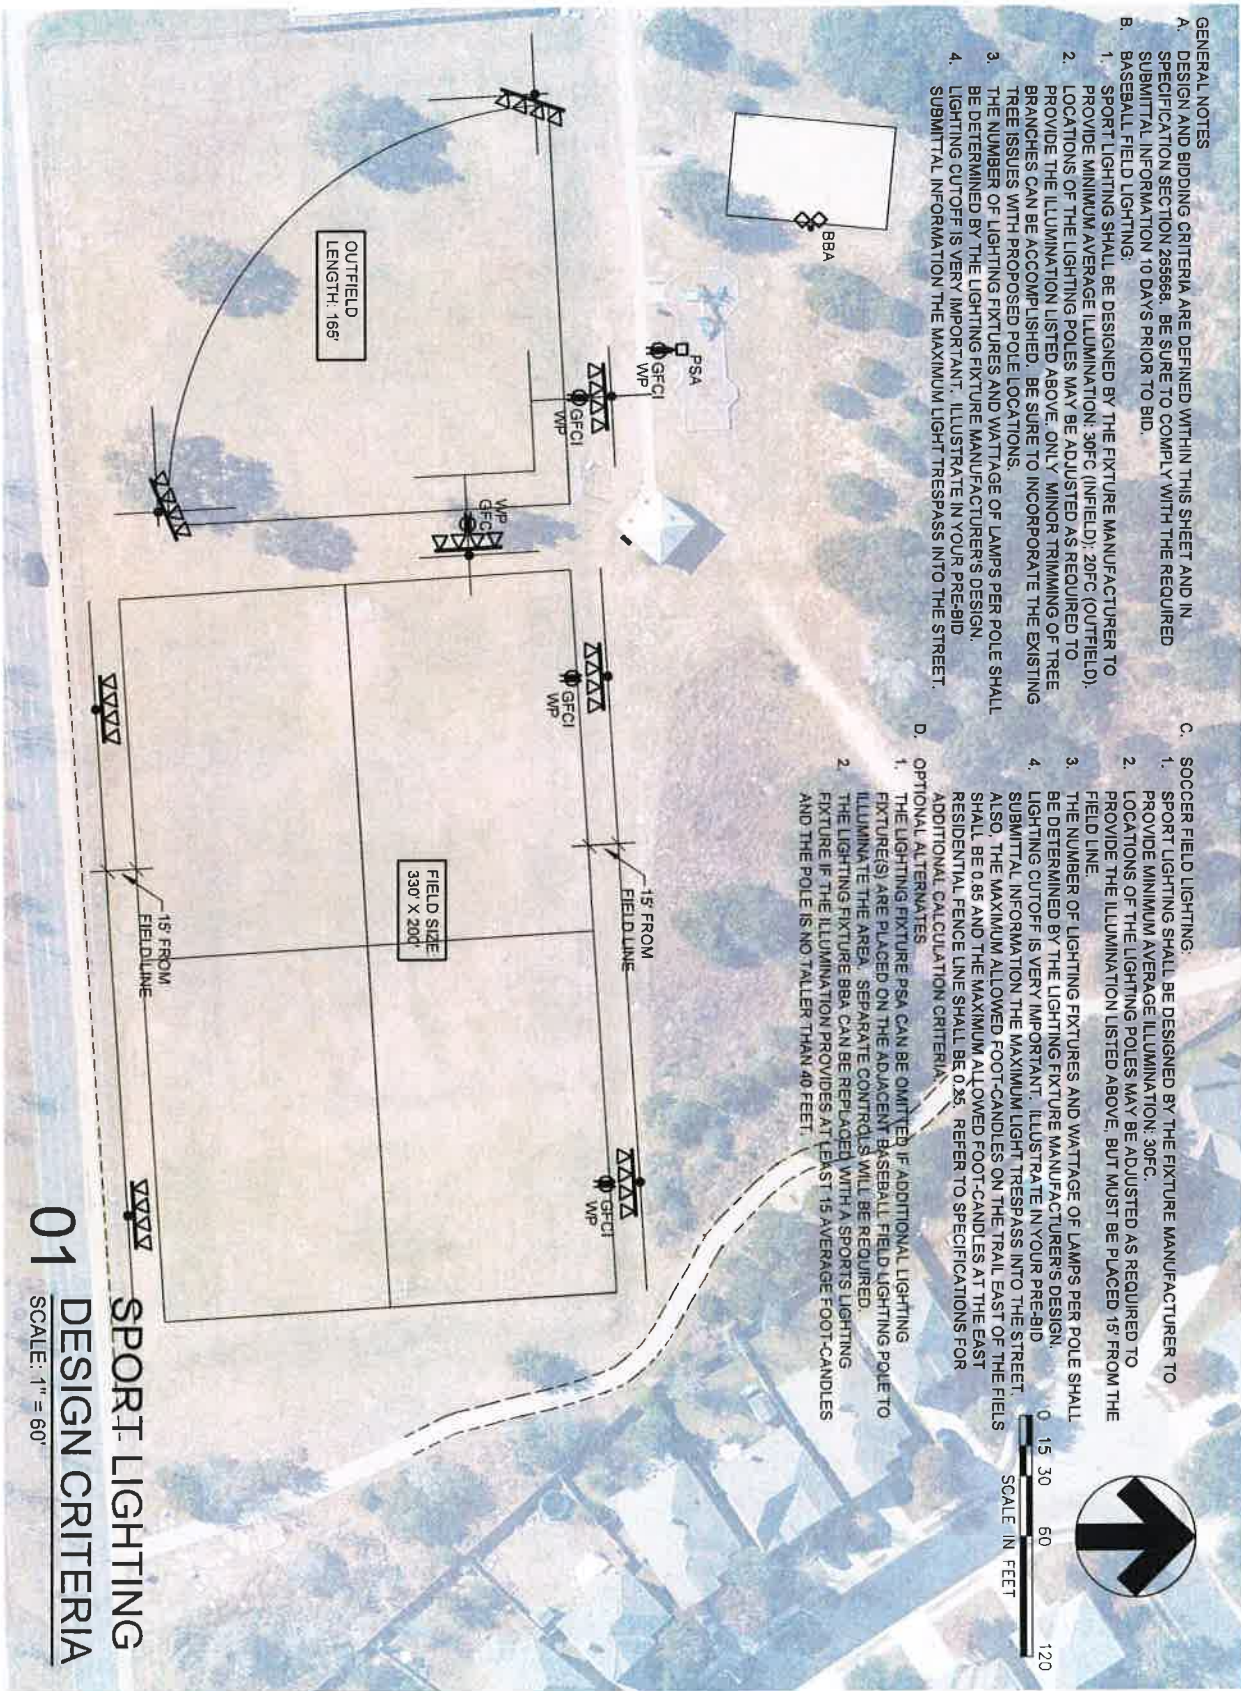 GENERAL NOTES
A. DESIGN AND BIDDING CRITERIA ARE DEFINED WITHIN THIS SHEET AND IN
SPECIFICATION SECTION 265668. BE SURE TO COMPLY WITH THE REQUIRED
SUBMITTAL INFORMATION 10 DAYS PRIOR TO BID.
B. BASEBALL FIELD LIGHTING:
1. SPORT LIGHTING SHALL BE DESIGNED BY THE FIXTURE MANUFACTURER TO
PROVIDE MINIMUM AVERAGE ILLUMINATION: 30FC (INFIELD); 20FC (OUTFIELD).
2. LOCATIONS OF THE LIGHTING POLES MAY BE ADJUSTED AS REQUIRED TO
PROVIDE THE ILLUMINATION LISTED ABOVE. ONLY MINOR TRIMMING OF TREE
BRANCHES CAN BE ACCOMPLISHED. BE SURE TO INCORPORATE THE EXISTING
TREE ISSUES WITH PROPOSED POLE LOCATIONS.
3. THE NUMBER OF LIGHTING FIXTURES AND WATTAGE OF LAMPS PER POLE SHALL
BE DETERMINED BY THE LIGHTING FIXTURE MANUFACTURER'S DESIGN.
4. LIGHTING CUTOFF IS VERY IMPORTANT. ILLUSTRATE IN YOUR PRE-BID
SUBMITTAL INFORMATION THE MAXIMUM LIGHT TRESPASS INTO THE STREET.
C. SOCCER FIELD LIGHTING:
1. SPORT LIGHTING SHALL BE DESIGNED BY THE FIXTURE MANUFACTURER TO
PROVIDE MINIMUM AVERAGE ILLUMINATION: 30FC.
2. LOCATIONS OF THE LIGHTING POLES MAY BE ADJUSTED AS REQUIRED TO
PROVIDE THE ILLUMINATION LISTED ABOVE, BUT MUST BE PLACED 15' FROM THE
FIELD LINE.
3. THE NUMBER OF LIGHTING FIXTURES AND WATTAGE OF LAMPS PER POLE SHALL
BE DETERMINED BY THE LIGHTING FIXTURE MANUFACTURER'S DESIGN.
4. LIGHTING CUTOFF IS VERY IMPORTANT. ILLUSTRATE IN YOUR PRE-BID
SUBMITTAL INFORMATION THE MAXIMUM LIGHT TRESPASS INTO THE STREET.
ALSO, THE MAXIMUM ALLOWED FOOT-CANDLES ON THE TRAIL EAST OF THE FIELS
SHALL BE 0.85 AND THE MAXIMUM ALLOWED FOOT-CANDLES AT THE EAST
RESIDENTIAL FENCE LINE SHALL BE 0.25. REFER TO SPECIFICATIONS FOR
ADDITIONAL CALCULATION CRITERIA.
D. OPTIONAL ALTERNATES
1. THE LIGHTING FIXTURE PSA CAN BE OMITTED IF ADDITIONAL LIGHTING
FIXTURE(S) ARE PLACED ON THE ADJACENT BASEBALL FIELD LIGHTING POLE TO
ILLUMINATE THE AREA. SEPARATE CONTROLS WILL BE REQUIRED.
2. THE LIGHTING FIXTURE BBA CAN BE REPLACED WITH A SPORTS LIGHTING
FIXTURE IF THE ILLUMINATION PROVIDES AT LEAST 15 AVERAGE FOOT-CANDLES
AND THE POLE IS NO TALLER THAN 40 FEET.
0 15 30 60 120
SCALE IN FEET
BBA
PSA
GFCI
WP
GFCI
WP
WP
GFCI
OUTFIELD
LENGTH: 165'
GFCI
WP
15' FROM
FIELD LINE
FIELD SIZE:
330' X 200'
GFCI
WP
15' FROM
FIELD LINE
01
SPORT LIGHTING
DESIGN CRITERIA
SCALE: 1" = 60'